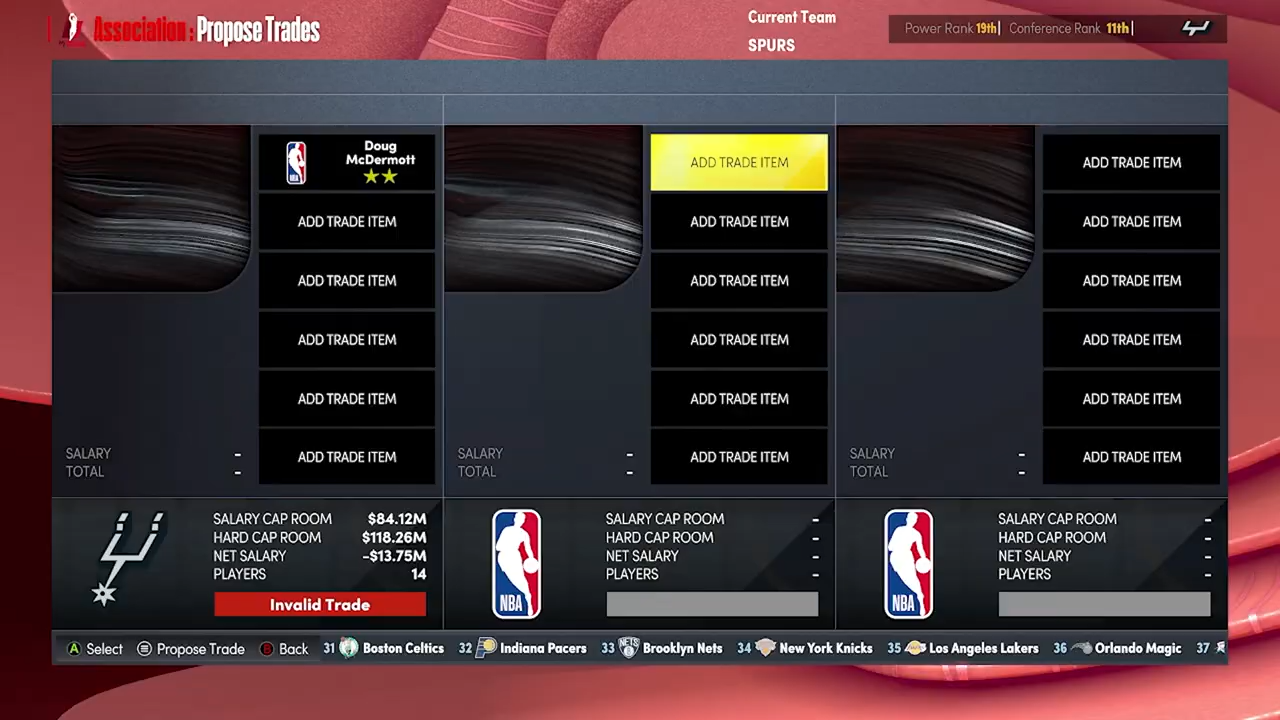 Association : Propose Trades
Current Team
SPURS
Power Rank 19th| Conference Rank 11th|
Doug
McDermott
ADD TRADE ITEM
ADD TRADE ITEM
ADD TRADE ITEM
ADD TRADE ITEM
ADD TRADE ITEM
SALARY -
TOTAL -
ADD TRADE ITEM
ADD TRADE ITEM
ADD TRADE ITEM
ADD TRADE ITEM
ADD TRADE ITEM
ADD TRADE ITEM
SALARY -
TOTAL -
ADD TRADE ITEM
ADD TRADE ITEM
ADD TRADE ITEM
ADD TRADE ITEM
ADD TRADE ITEM
ADD TRADE ITEM
SALARY -
TOTAL -
SALARY CAP ROOM $84.12M
HARD CAP ROOM $118.26M
NET SALARY -$13.75M
PLAYERS 14
Invalid Trade
NBA
SALARY CAP ROOM -
HARD CAP ROOM -
NET SALARY -
PLAYERS -
NBA
SALARY CAP ROOM -
HARD CAP ROOM -
NET SALARY -
PLAYERS -
A Select Propose Trade B Back 31 Boston Celtics 32 Indiana Pacers 33 NETS Brooklyn Nets 34 New York Knicks 35 Los Angeles Lakers 36 Orlando Magic 37